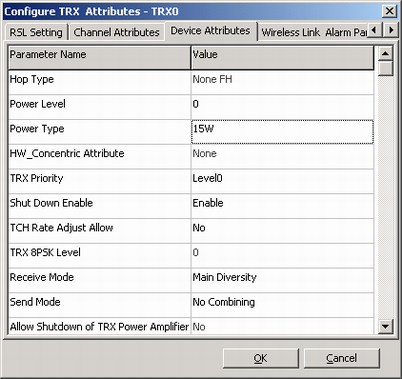 Configure TRX Attributes - TRX0
RSL Setting Channel Attributes Device Attributes Wireless Link Alarm Par
Parameter Name Value
Hop Type None FH
Power Level 0
Power Type 15W
HW_Concentric Attribute None
TRX Priority Level0
Shut Down Enable Enable
TCH Rate Adjust Allow No
TRX 8PSK Level 0
Receive Mode Main Diversity
Send Mode No Combining
Allow Shutdown of TRX Power Amplifier No
OK Cancel